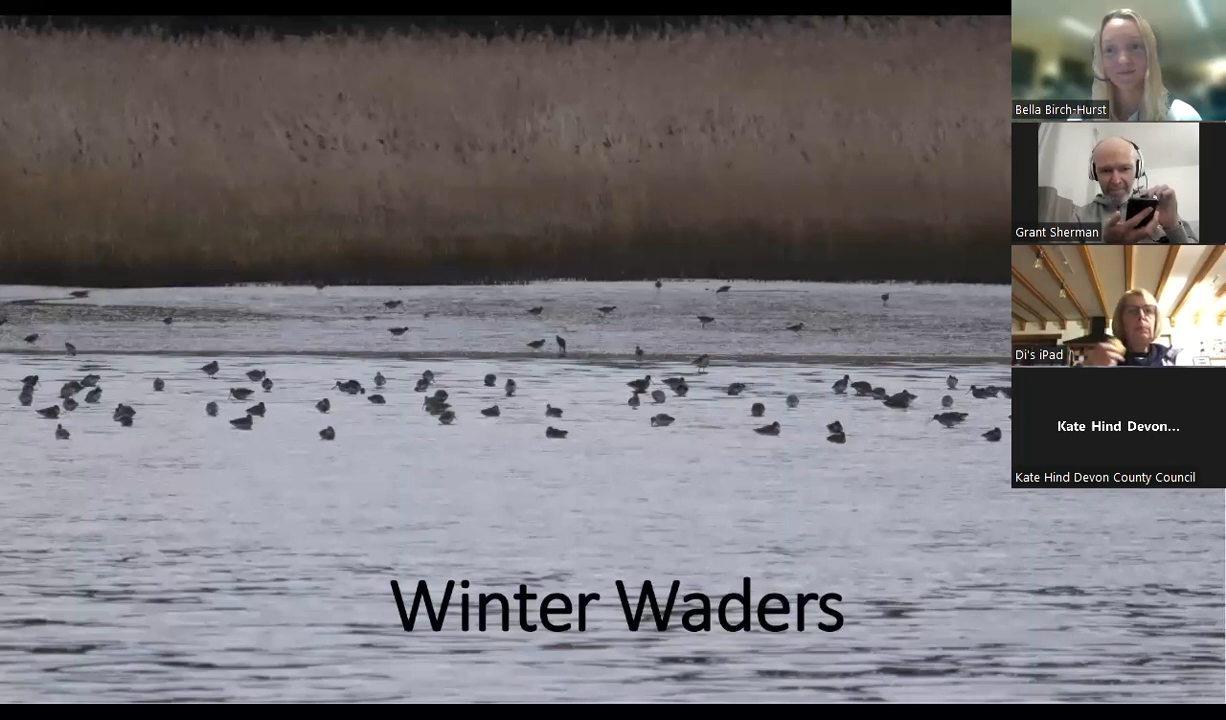 Bella Birch-Hurst
Grant Sherman
Di's iPad
Kate Hind Devon...
Kate Hind Devon County Council
Winter Waders